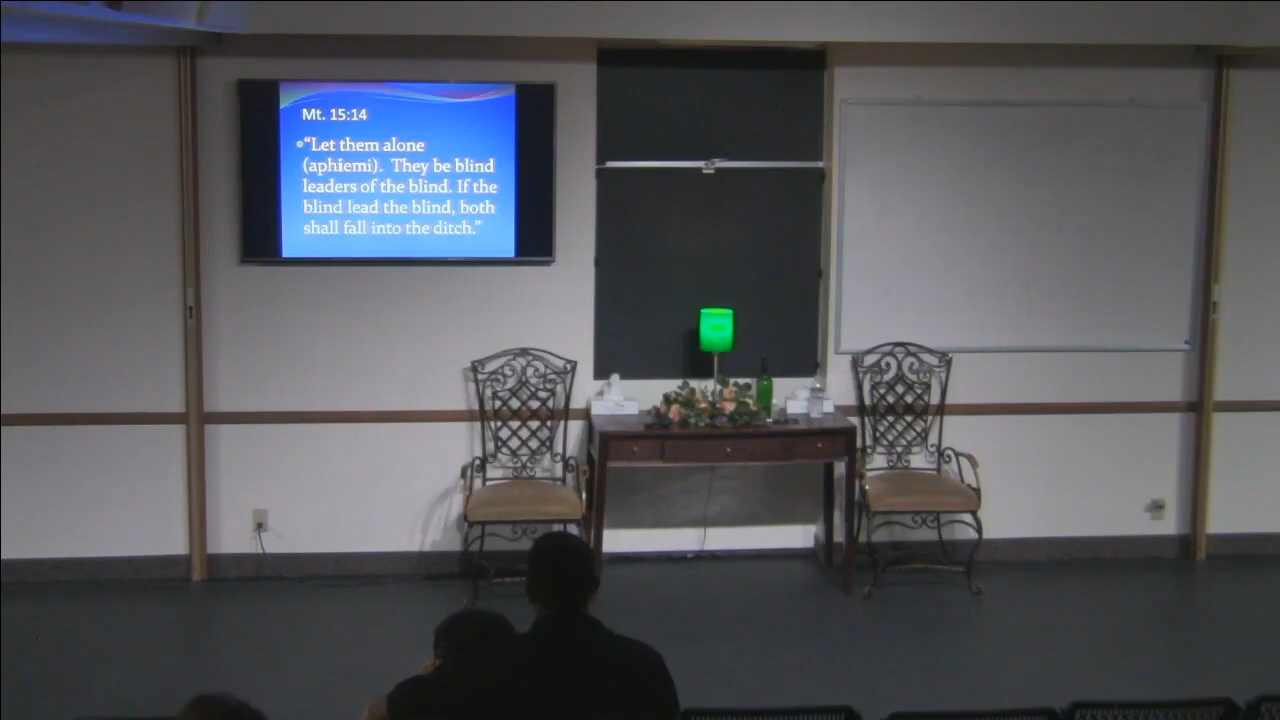 Mt. 15:14
“Let them alone
(aphiemi). They be blind
leaders of the blind. If the
blind lead the blind, both
shall fall into the ditch.”